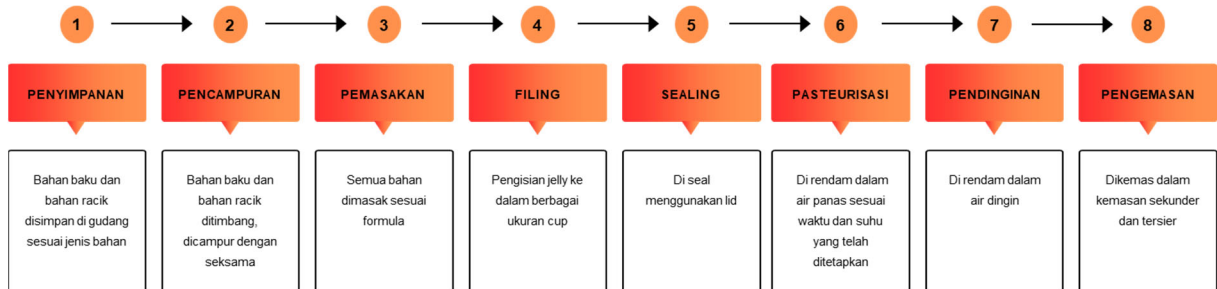 1
2
3
4
5
6
7
8
PENYIMPANAN
PENCAMPURAN
PEMASAKAN
FILING
SEALING
PASTEURISASI
PENDINGINAN
PENGEMASAN
Bahan baku dan
bahan racik
disimpan di gudang
sesuai jenis bahan
Bahan baku dan
bahan racik
ditimbang,
dicampur dengan
seksama
Semua bahan
dimasak sesuai
formula
Pengisian jelly ke
dalam berbagai
ukuran cup
Di seal
menggunakan lid
Di rendam dalam
air panas sesuai
waktu dan suhu
yang telah
ditetapkan
Di rendam dalam
air dingin
Dikemas dalam
kemasan sekunder
dan tersier